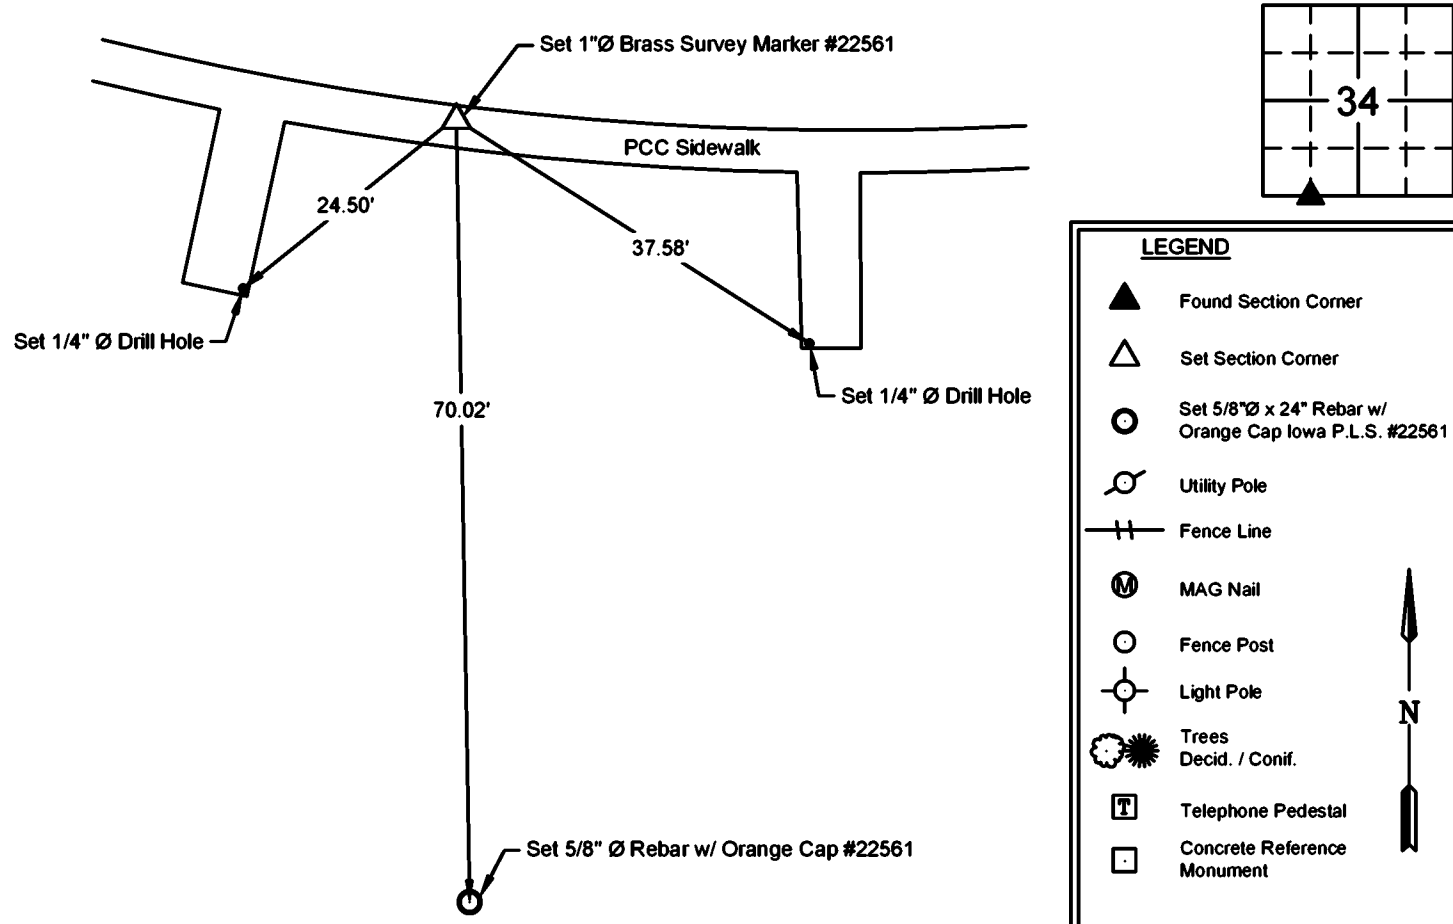 Set 1"Ø Brass Survey Marker #22561
PCC Sidewalk
24.50'
37.58'
Set 1/4" Ø Drill Hole
Set 1/4" Ø Drill Hole
70.02'
Set 5/8" Ø Rebar w/ Orange Cap #22561
34
LEGEND
Found Section Corner
Set Section Corner
Set 5/8"Ø x 24" Rebar w/
Orange Cap Iowa P.L.S. #22561
Utility Pole
Fence Line
M
MAG Nail
Fence Post
Light Pole
Trees
Decid. / Conif.
T
Telephone Pedestal
Concrete Reference
Monument
N